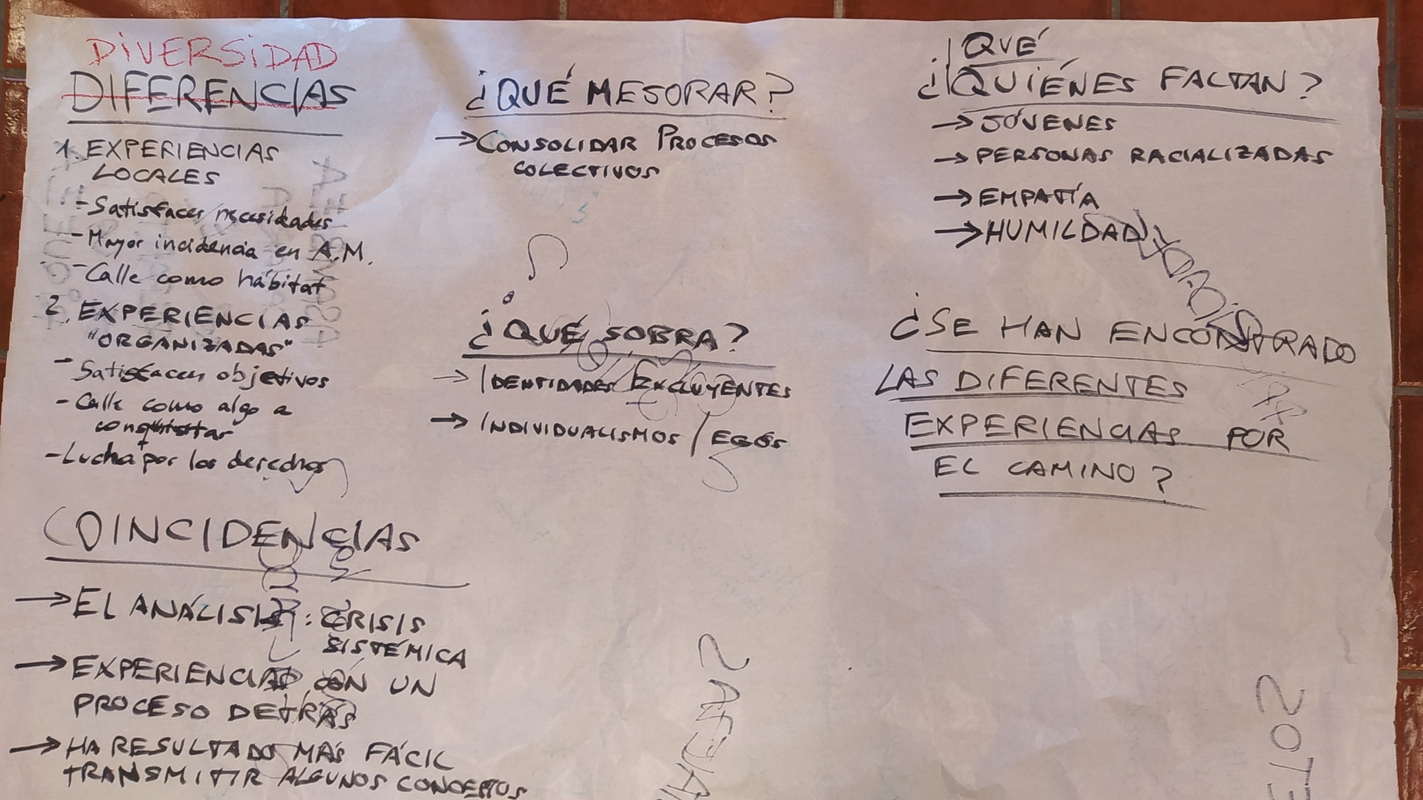 DIVERSIDAD
DIFERENCIAS
1. EXPERIENCIAS
LOCALES
- Satisfacer necesidades
- Mayor incidencia en A.M.
- Calle como hábitat
2. EXPERIENCIAS
"ORGANIZADAS"
- Satisfacen objetivos
- Calle como algo a
conquistar
- Lucha por los derechos
COINCIDENCIAS
→ EL ANÁLISIS: CRISIS
SISTÉMICA
→ EXPERIENCIAS CON UN
PROCESO DETRÁS
→ HA RESULTADO MÁS FÁCIL
TRANSMITIR ALGUNOS CONCEPTOS
¿QUÉ MEJORAR?
→ CONSOLIDAR PROCESOS
COLECTIVOS
¿QUÉ SOBRA?
→ IDENTIDADES EXCLUYENTES
→ INDIVIDUALISMOS / EGOS
QUÉ
¿QUIÉNES FALTAN?
→ JÓVENES
→ PERSONAS RACIALIZADAS
→ EMPATÍA
→ HUMILDAD
¿SE HAN ENCONTRADO
LAS DIFERENTES
EXPERIENCIAS POR
EL CAMINO?